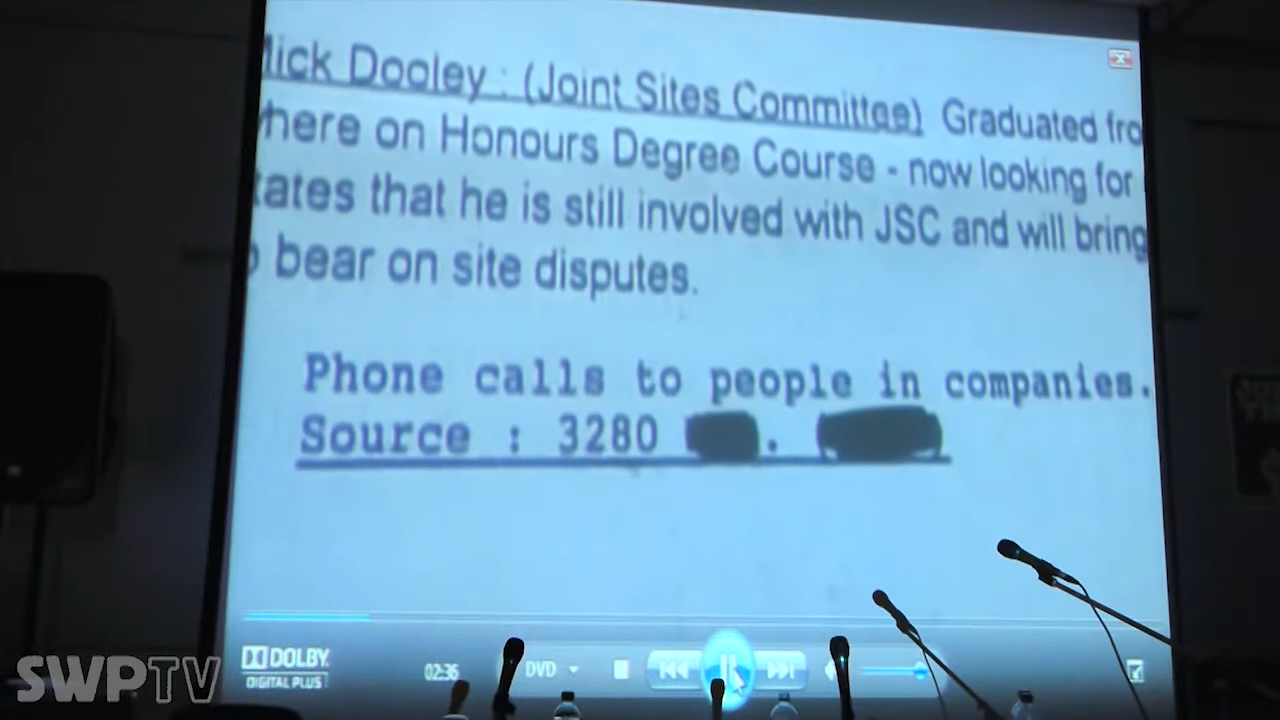 Mick Dooley : (Joint Sites Committee) Graduated fro
here on Honours Degree Course - now looking for
tates that he is still involved with JSC and will bring
o bear on site disputes.
Phone calls to people in companies.
Source : 3280
DOLBY
DIGITAL PLUS
02:36
DVD
SWPTV